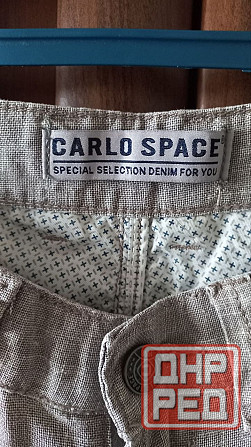 CARLO SPACE
SPECIAL SELECTION DENIM FOR YOU
ДНР
РЕД